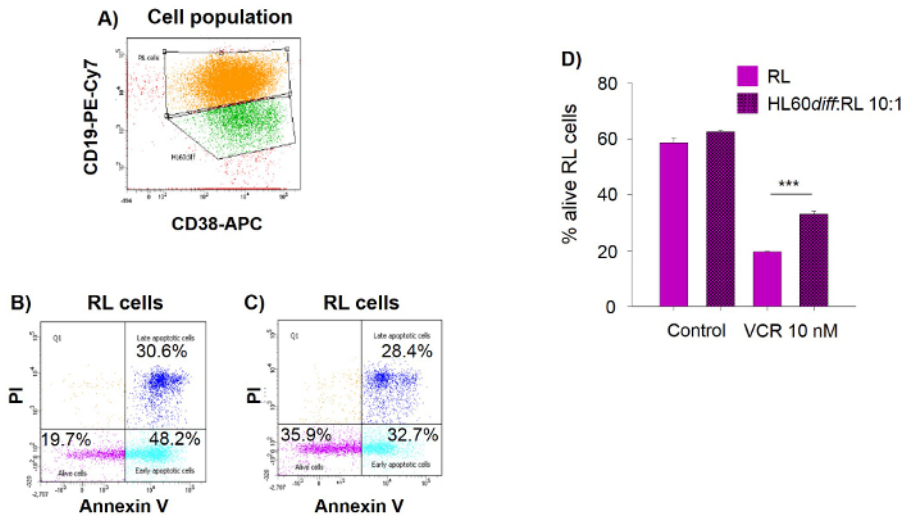 A) Cell population
CD19-PE-Cy7
RL cells
HL60diff
CD38-APC
B) RL cells
PI
Q1
Late apoptotic cells
30.6%
19.7%
48.2%
Alive cells
Early apoptotic cells
Annexin V
C) RL cells
PI
Q1
Late apoptotic cells
28.4%
35.9%
32.7%
Alive cells
Early apoptotic cells
Annexin V
D)
RL
HL60diff:RL 10:1
% alive RL cells
80
60
40
20
0
***
Control
VCR 10 nM